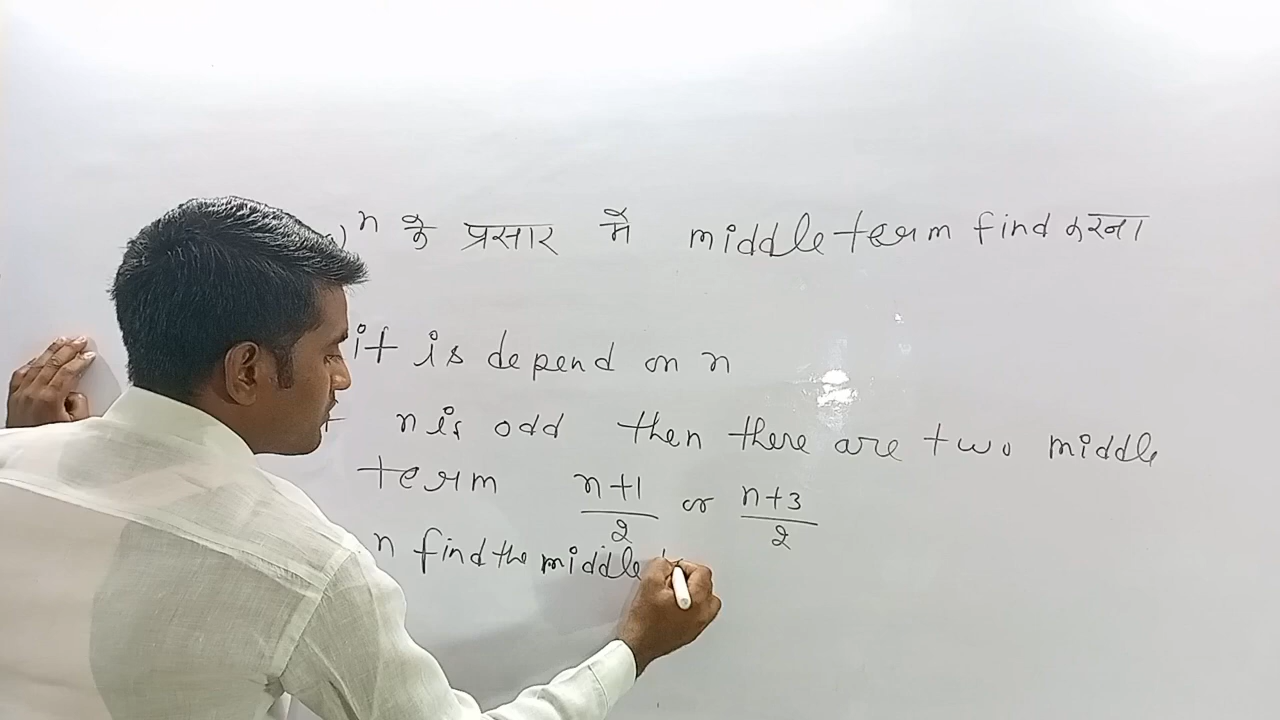 )ⁿ के प्रसार में middle term find करना
it is depend on n
n is odd then there are two middle
term n+1/2 or n+3/2
n find the middle